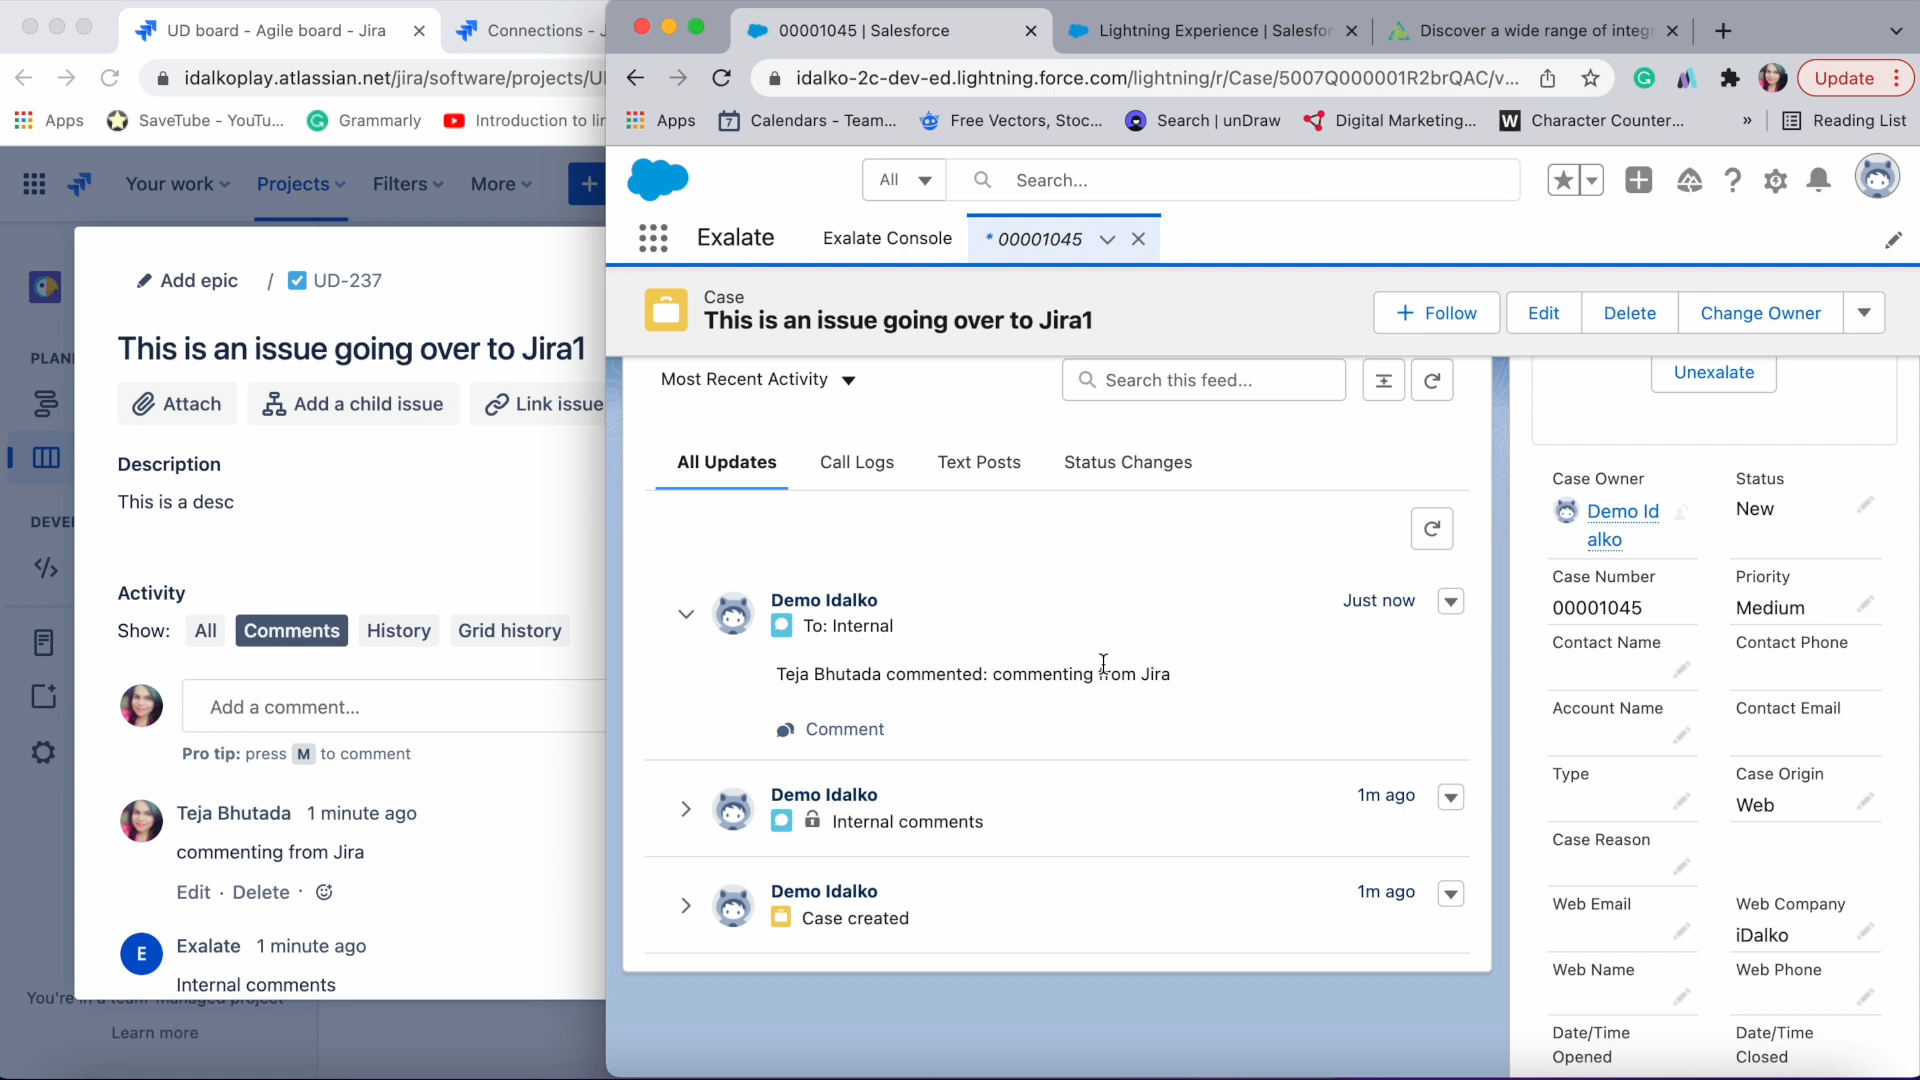 UD board - Agile board - Jira
Connections - J
idalkoplay.atlassian.net/jira/software/projects/U
Apps
SaveTube - YouTu...
Grammarly
Introduction to lin
Your work
Projects
Filters
More
Add epic
/
UD-237
This is an issue going over to Jira1
Attach
Add a child issue
Link issue
Description
This is a desc
Activity
Show:
All
Comments
History
Grid history
Add a comment...
Pro tip: press M to comment
Teja Bhutada 1 minute ago
commenting from Jira
Edit · Delete ·
E
Exalate 1 minute ago
Internal comments
PLAN
DEVE
You're in a team-managed project
Learn more
00001045 | Salesforce
Lightning Experience | Salesfor
Discover a wide range of integr
idalko-2c-dev-ed.lightning.force.com/lightning/r/Case/5007Q000001R2brQAC/v...
Update
Apps
7
Calendars - Team...
Free Vectors, Stoc...
Search | unDraw
Digital Marketing...
W
Character Counter...
»
Reading List
All
Search...
Exalate
Exalate Console
* 00001045
Case
This is an issue going over to Jira1
+ Follow
Edit
Delete
Change Owner
Most Recent Activity
Search this feed...
All Updates
Call Logs
Text Posts
Status Changes
Demo Idalko
Just now
To: Internal
Teja Bhutada commented: commenting from Jira
Comment
Demo Idalko
1m ago
Internal comments
Demo Idalko
1m ago
Case created
Unexalate
Case Owner
Demo Id
alko
Status
New
Case Number
00001045
Priority
Medium
Contact Name
Contact Phone
Account Name
Contact Email
Type
Case Origin
Web
Case Reason
Web Email
Web Company
iDalko
Web Name
Web Phone
Date/Time
Opened
Date/Time
Closed